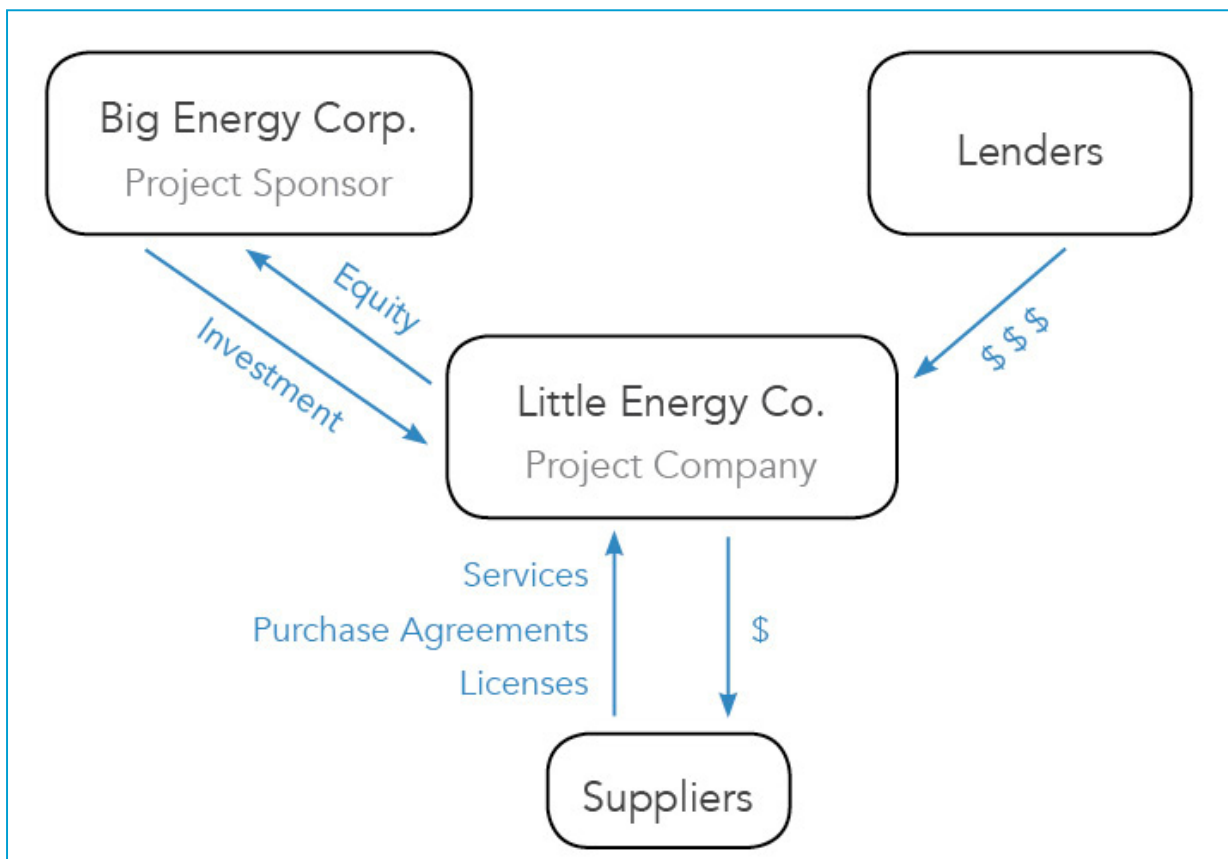 Big Energy Corp.
Project Sponsor
Lenders
Equity
Investment
$ $ $
Little Energy Co.
Project Company
Services
Purchase Agreements
$
Licenses
Suppliers